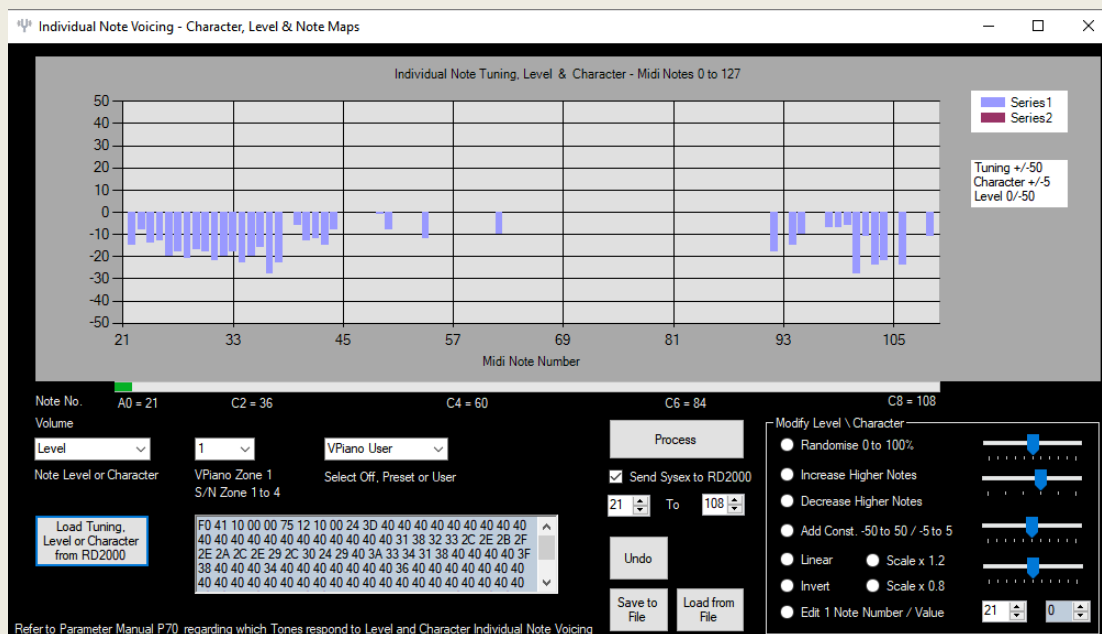 Individual Note Voicing - Character, Level & Note Maps
Individual Note Tuning, Level & Character - Midi Notes 0 to 127
50
40
30
20
10
0
-10
-20
-30
-40
-50
21 33 45 57 69 81 93 105
Midi Note Number
Series1
Series2
Tuning +/-50
Character +/-5
Level 0/-50
Note No. A0 = 21 C2 = 36 C4 = 60 C6 = 84 C8 = 108
Volume
Level 1 VPiano User
Note Level or Character VPiano Zone 1 Select Off, Preset or User
S/N Zone 1 to 4
Load Tuning,
Level or Character
from RD2000
F0 41 10 00 00 75 12 10 00 24 3D 40 40 40 40 40 40 40 40 40
40 40 40 40 40 40 40 40 40 40 40 31 38 32 33 2C 2E 2B 2F
2E 2A 2C 2E 29 2C 30 24 29 40 3A 33 34 31 38 40 40 40 40 3F
38 40 40 40 34 40 40 40 40 40 40 40 36 40 40 40 40 40 40 40
40 40 40 40 40 40 40 40 40 40 40 40 40 40 40 40 40 40 40 40
Process
Send Sysex to RD2000
21 To 108
Undo
Save to
File
Load from
File
Modify Level \ Character
Randomise 0 to 100%
Increase Higher Notes
Decrease Higher Notes
Add Const. -50 to 50 / -5 to 5
Linear Scale x 1.2
Invert Scale x 0.8
Edit 1 Note Number / Value 21 0
Refer to Parameter Manual P70 regarding which Tones respond to Level and Character Individual Note Voicing